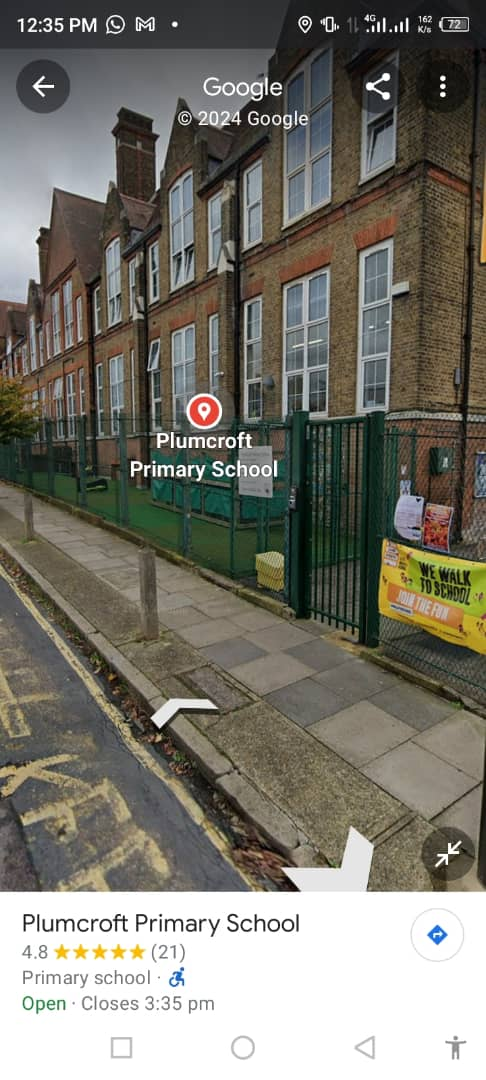 12:35 PM
4G
162
K/s
72
Google
© 2024 Google
Plumcroft
Primary School
WE WALK
TO SCHOOL
JOIN THE FUN
KEEP
Plumcroft Primary School
4.8 (21)
Primary school ·
Open · Closes 3:35 pm